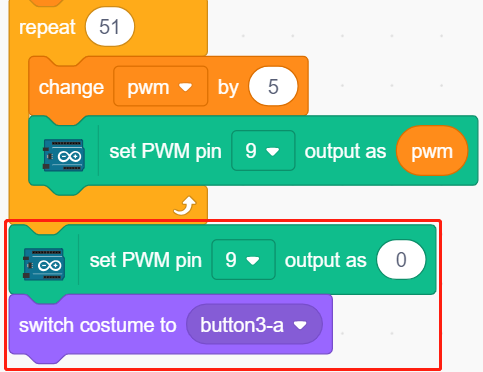 repeat 51
change pwm by 5
set PWM pin 9 output as pwm
set PWM pin 9 output as 0
switch costume to button3-a